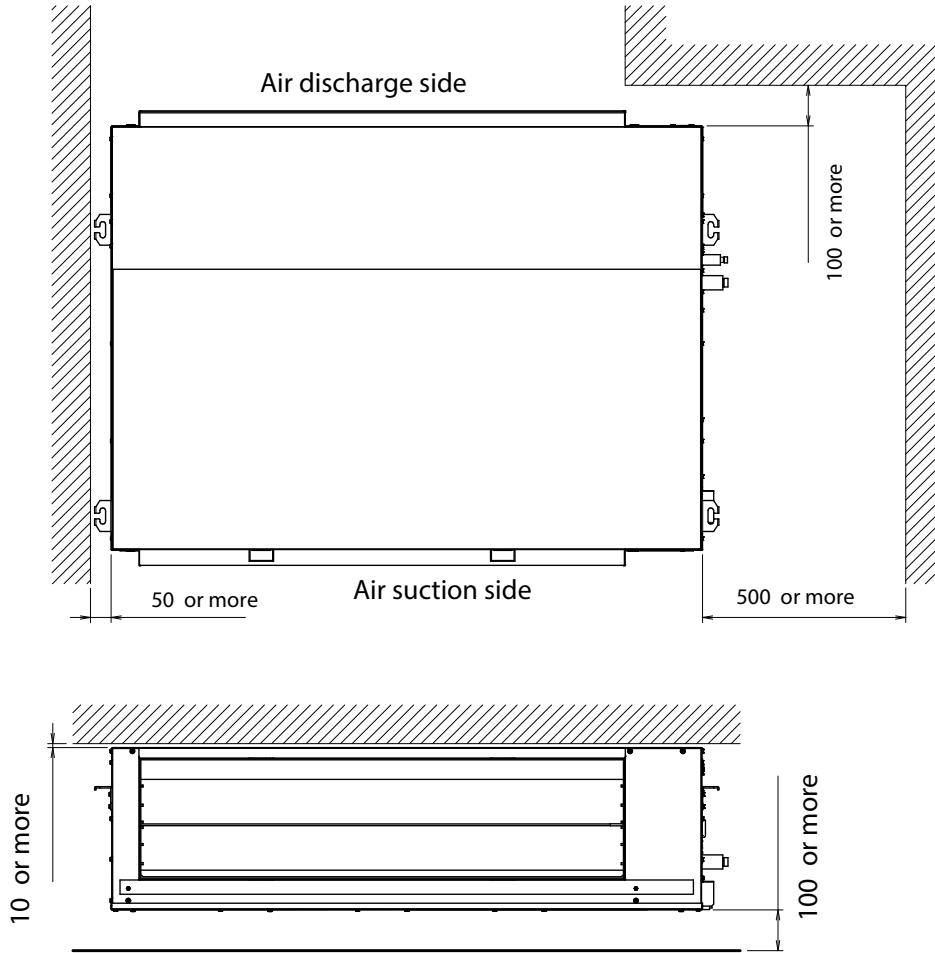 Air discharge side
100 or more
Air suction side
50 or more
500 or more
10 or more
100 or more